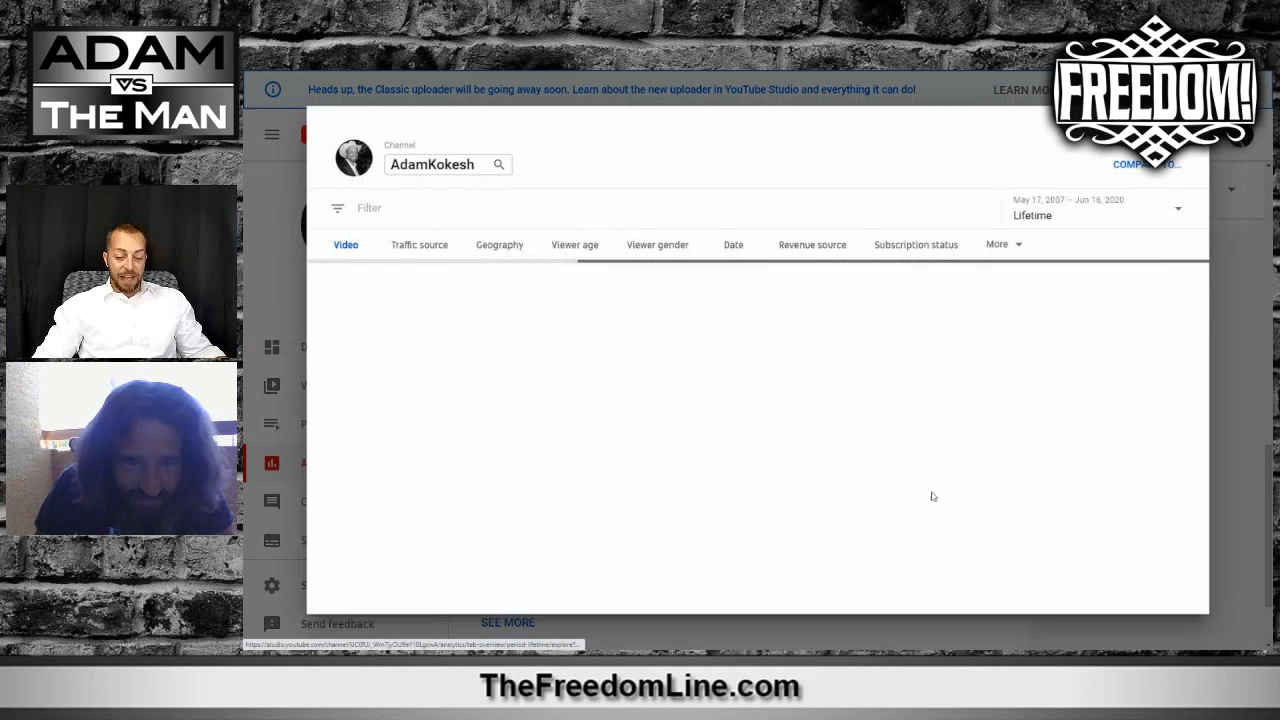 ADAM
VS
THE MAN
FREEDOM!
Heads up, the Classic uploader will be going away soon. Learn about the new uploader in YouTube Studio and everything it can do!
LEARN MO
Channel
AdamKokesh
COMP
O...
Filter
May 17, 2007 – Jun 16, 2020
Lifetime
Video Traffic source Geography Viewer age Viewer gender Date Revenue source Subscription status More
Send feedback
SEE MORE
TheFreedomLine.com